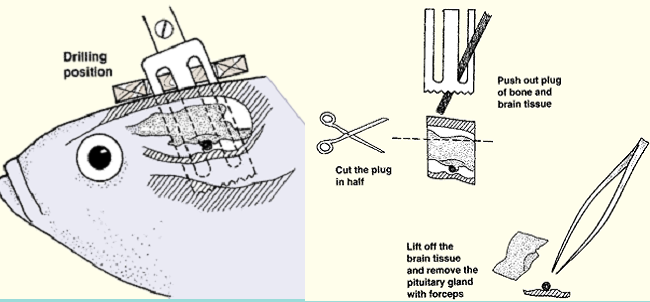 Drilling
position
Push out plug
of bone and
brain tissue
Cut the plug
in half
Lift off the
brain tissue
and remove the
pituitary gland
with forceps